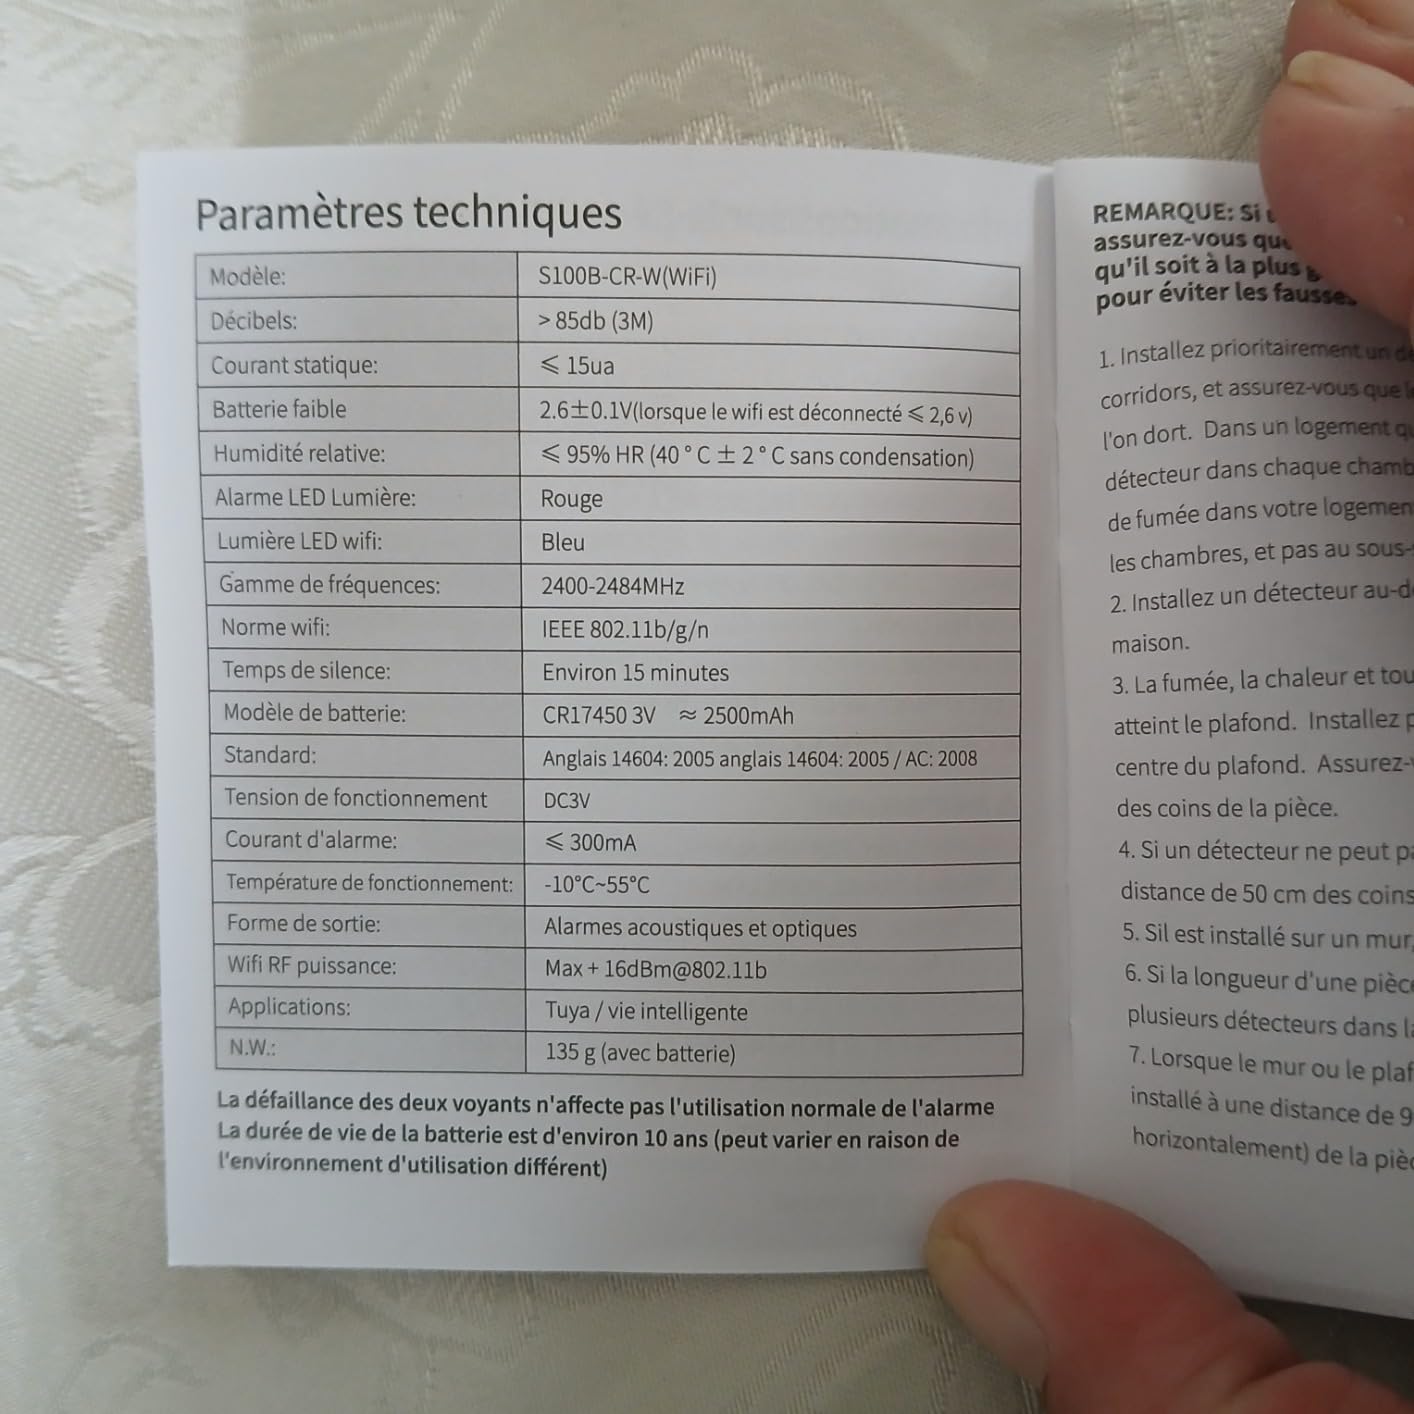 Paramètres techniques
Modèle: S100B-CR-W(WiFi)
Décibels: > 85db (3M)
Courant statique: ⩽ 15ua
Batterie faible 2.6±0.1V(lorsque le wifi est déconnecté ⩽ 2,6 v)
Humidité relative: ⩽ 95% HR (40 ° C ± 2 ° C sans condensation)
Alarme LED Lumière: Rouge
Lumière LED wifi: Bleu
Gamme de fréquences: 2400-2484MHz
Norme wifi: IEEE 802.11b/g/n
Temps de silence: Environ 15 minutes
Modèle de batterie: CR17450 3V ≈ 2500mAh
Standard: Anglais 14604: 2005 anglais 14604: 2005 / AC: 2008
Tension de fonctionnement DC3V
Courant d'alarme: ⩽ 300mA
Température de fonctionnement: -10°C~55°C
Forme de sortie: Alarmes acoustiques et optiques
Wifi RF puissance: Max + 16dBm@802.11b
Applications: Tuya / vie intelligente
N.W.: 135 g (avec batterie)
La défaillance des deux voyants n'affecte pas l'utilisation normale de l'alarme
La durée de vie de la batterie est d'environ 10 ans (peut varier en raison de
l'environnement d'utilisation différent)
REMARQUE: Si
assurez-vous
qu'il soit à la plus
pour éviter les
1. Installez prioritairement un
corridors, et assurez-vous que
l'on dort. Dans un logement
détecteur dans chaque
de fumée dans votre
les chambres, et pas au
2. Installez un détecteur
maison.
3. La fumée, la chaleur et
atteint le plafond. Installez
centre du plafond.
des coins de la pièce.
4. Si un détecteur ne peut
distance de 50 cm des coins
5. Sil est installé sur un mur,
6. Si la longueur d'une
plusieurs détecteurs dans
7. Lorsque le mur ou le
installé à une distance de
horizontalement) de la